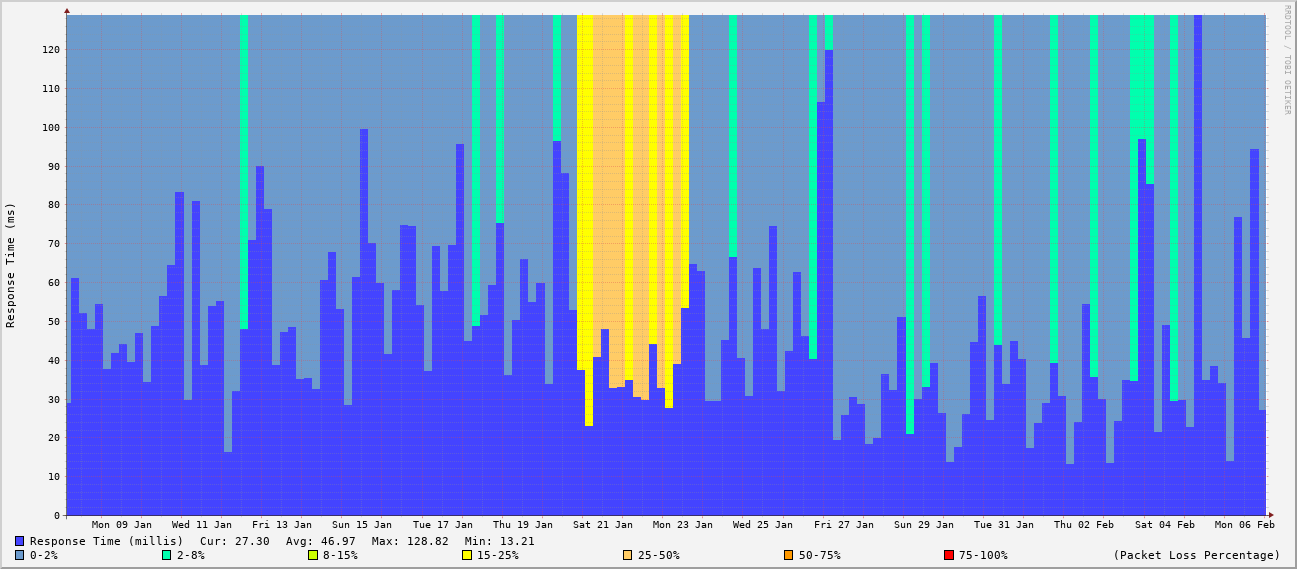 RRDTOOL / TOBI OETIKER
Response Time (ms)
120
110
100
90
80
70
60
50
40
30
20
10
0
Mon 09 Jan Wed 11 Jan Fri 13 Jan Sun 15 Jan Tue 17 Jan Thu 19 Jan Sat 21 Jan Mon 23 Jan Wed 25 Jan Fri 27 Jan Sun 29 Jan Tue 31 Jan Thu 02 Feb Sat 04 Feb Mon 06 Feb
Response Time (millis) Cur: 27.30 Avg: 46.97 Max: 128.82 Min: 13.21
0-2% 2-8% 8-15% 15-25% 25-50% 50-75% 75-100% (Packet Loss Percentage)